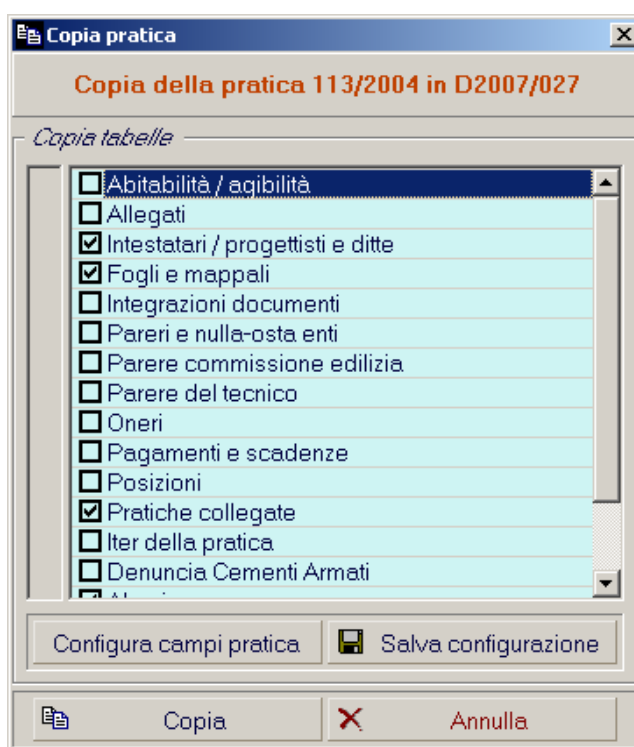 Copia pratica
Copia della pratica 113/2004 in D2007/027
Copia tabelle
Abitabilità / agibilità
Allegati
Intestatari / progettisti e ditte
Fogli e mappali
Integrazioni documenti
Pareri e nulla-osta enti
Parere commissione edilizia
Parere del tecnico
Oneri
Pagamenti e scadenze
Posizioni
Pratiche collegate
Iter della pratica
Denuncia Cementi Armati
Configura campi pratica Salva configurazione
Copia Annulla